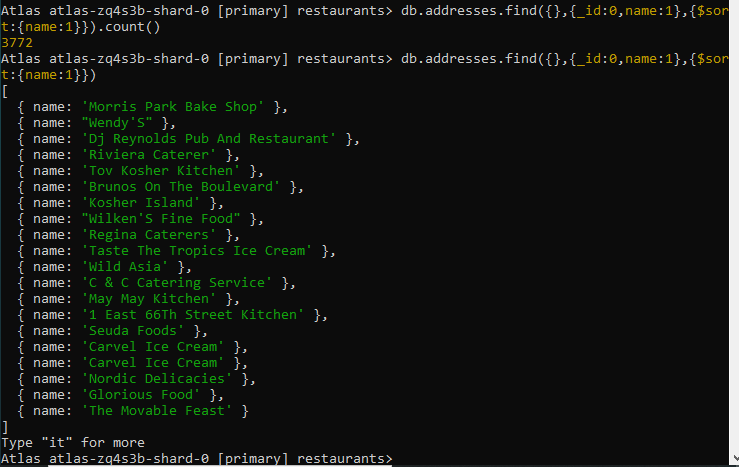 Atlas atlas-zq4s3b-shard-0 [primary] restaurants> db.addresses.find({},{_id:0,name:1},{$sor
t:{name:1}}).count()
3772
Atlas atlas-zq4s3b-shard-0 [primary] restaurants> db.addresses.find({},{_id:0,name:1},{$sor
t:{name:1}})
[
  { name: 'Morris Park Bake Shop' },
  { name: "Wendy'S" },
  { name: 'Dj Reynolds Pub And Restaurant' },
  { name: 'Riviera Caterer' },
  { name: 'Tov Kosher Kitchen' },
  { name: 'Brunos On The Boulevard' },
  { name: 'Kosher Island' },
  { name: "Wilken'S Fine Food" },
  { name: 'Regina Caterers' },
  { name: 'Taste The Tropics Ice Cream' },
  { name: 'Wild Asia' },
  { name: 'C & C Catering Service' },
  { name: 'May May Kitchen' },
  { name: '1 East 66Th Street Kitchen' },
  { name: 'Seuda Foods' },
  { name: 'Carvel Ice Cream' },
  { name: 'Carvel Ice Cream' },
  { name: 'Nordic Delicacies' },
  { name: 'Glorious Food' },
  { name: 'The Movable Feast' }
]
Type "it" for more
Atlas atlas-zq4s3b-shard-0 [primary] restaurants>